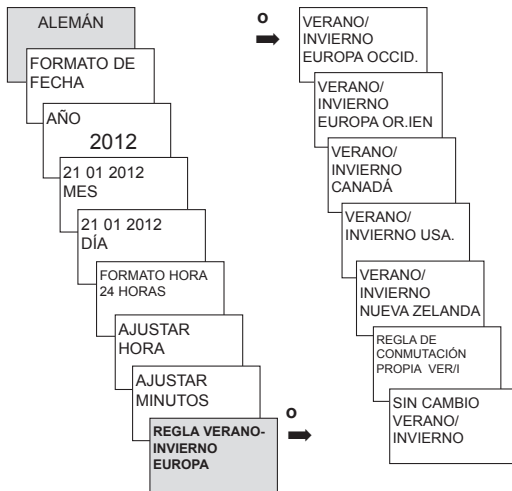 ALEMÁN
FORMATO DE
FECHA
AÑO
2012
21 01 2012
MES
21 01 2012
DÍA
FORMATO HORA
24 HORAS
AJUSTAR
HORA
AJUSTAR
MINUTOS
REGLA VERANO-
INVIERNO
EUROPA
o
o
VERANO/
INVIERNO
EUROPA OCCID.
VERANO/
INVIERNO
EUROPA OR.IEN
VERANO/
INVIERNO
CANADÁ
VERANO/
INVIERNO USA.
VERANO/
INVIERNO
NUEVA ZELANDA
REGLA DE
CONMUTACIÓN
PROPIA VER/I
SIN CAMBIO
VERANO/
INVIERNO